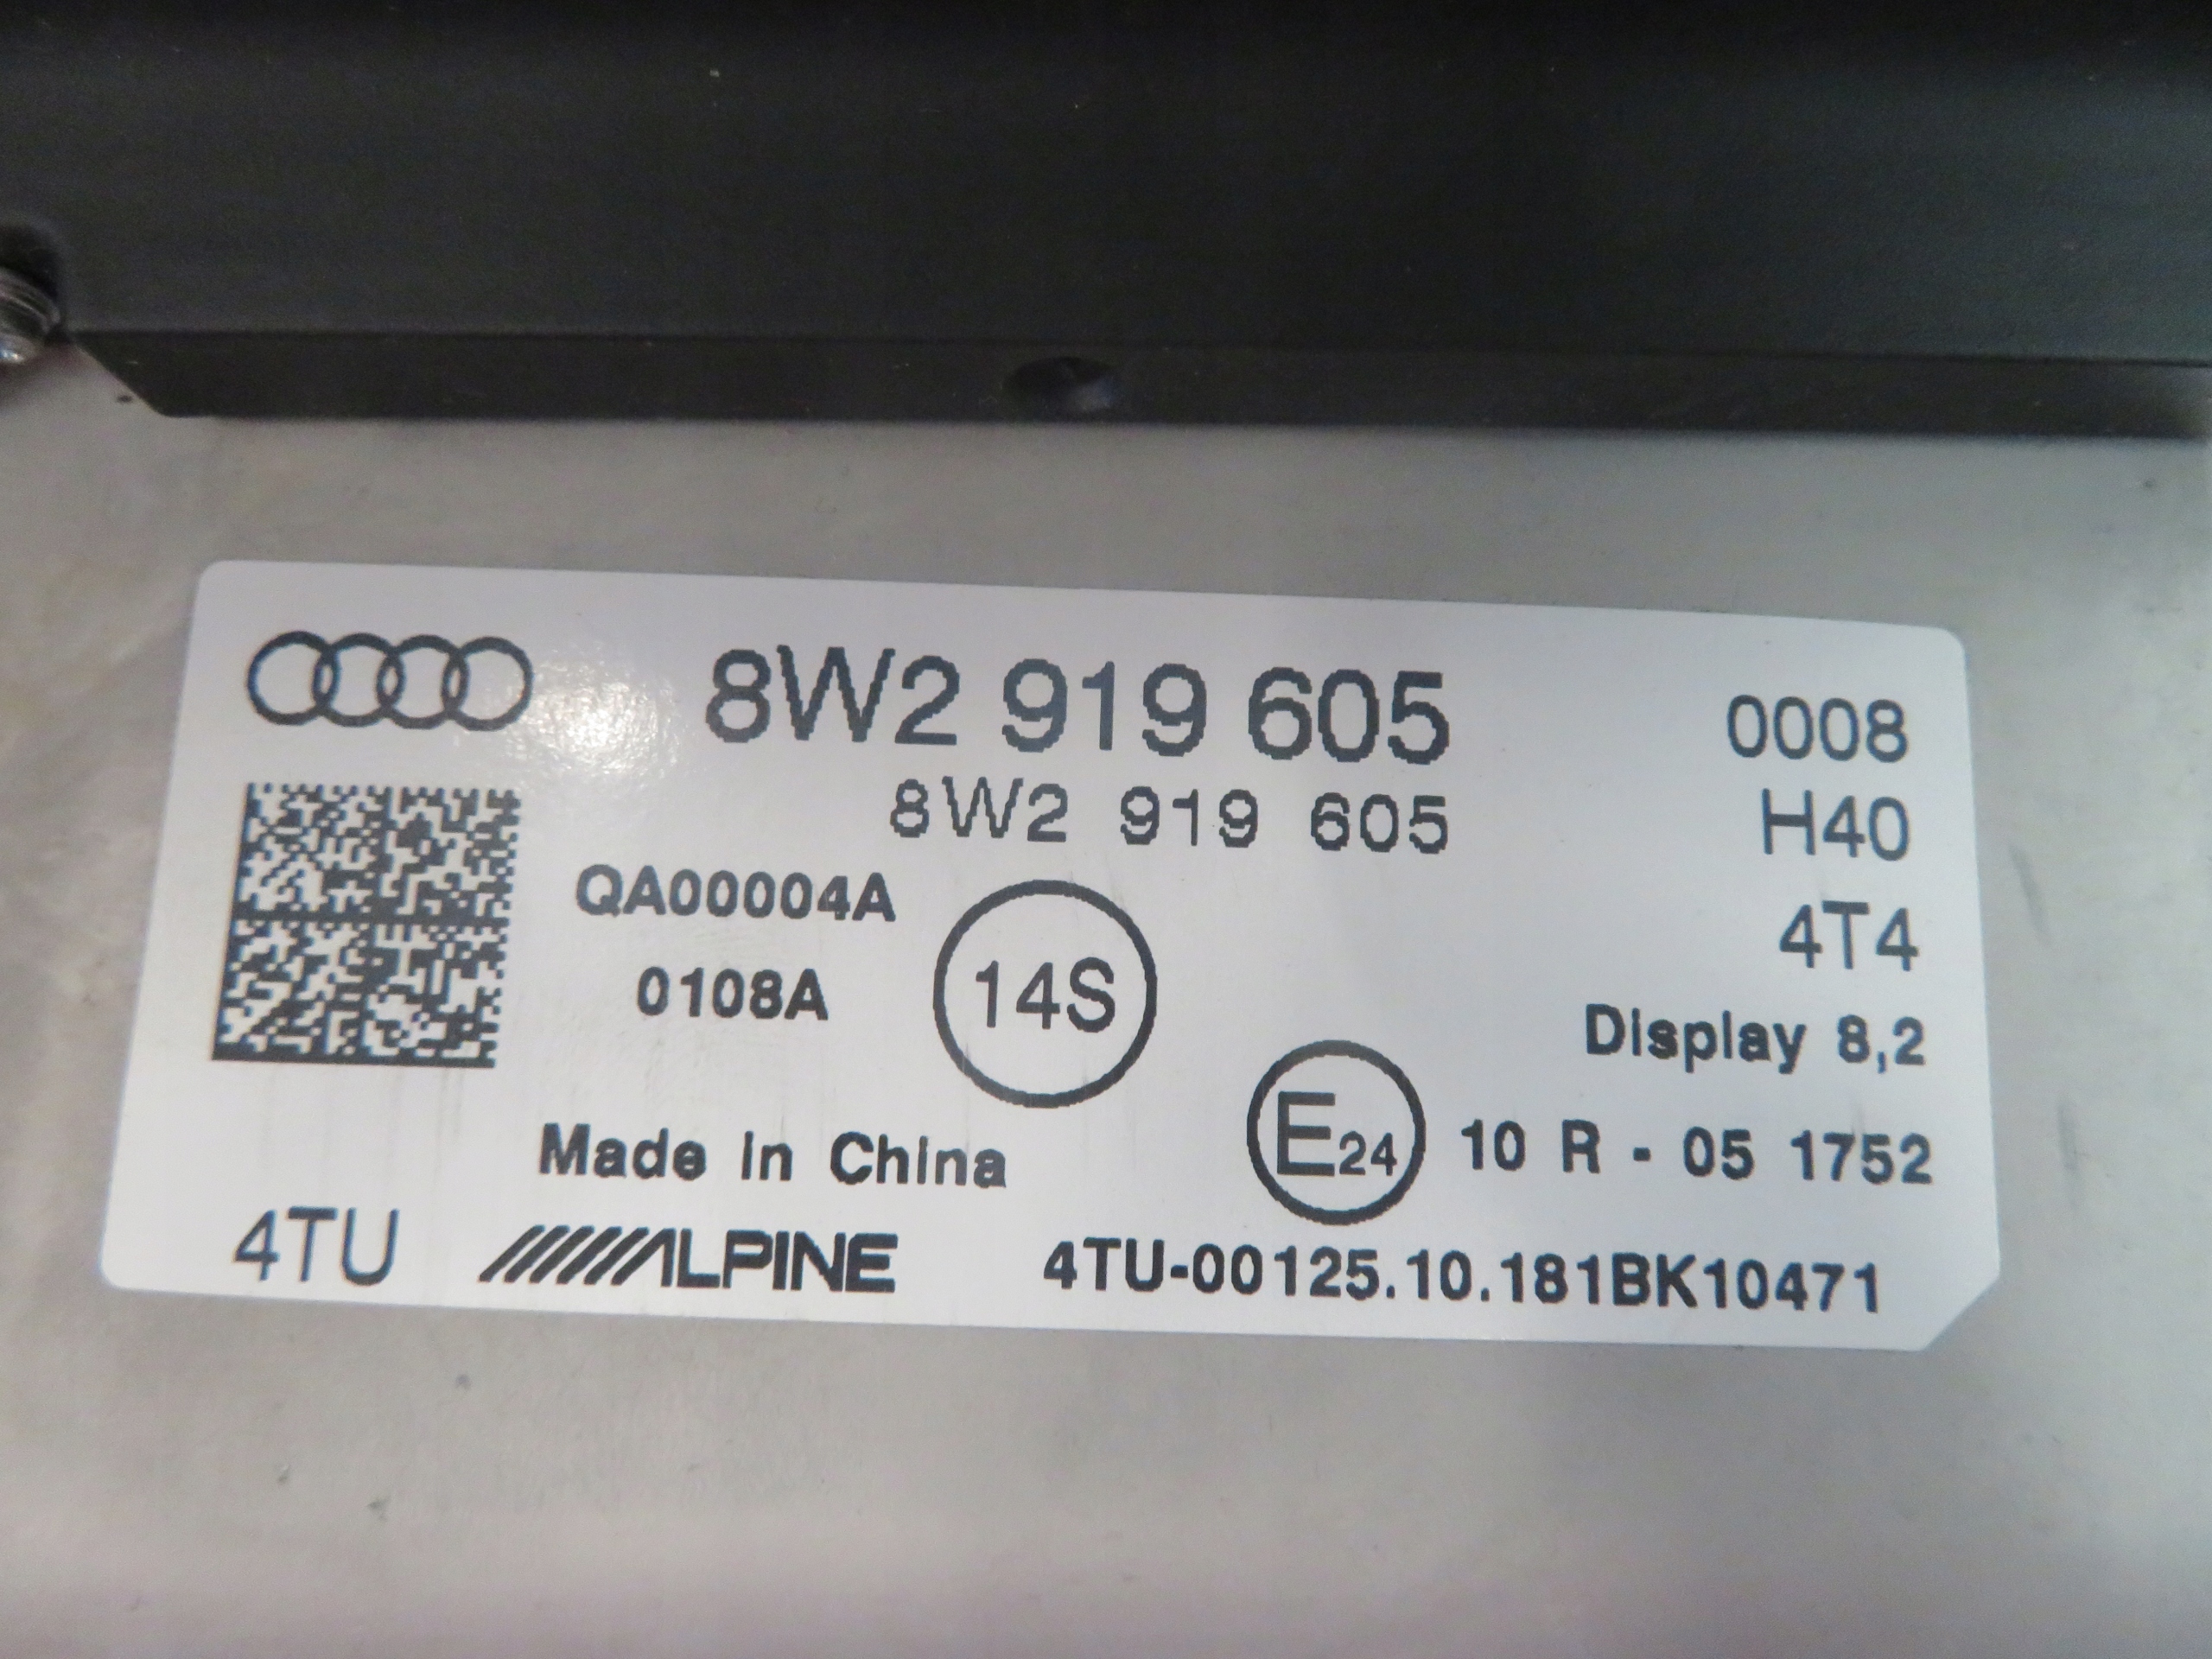 8W2 919 605 0008
8W2 919 605 H40
QA00004A 4T4
0108A 14S Display 8,2
Made in China E24 10 R - 05 1752
4TU ALPINE 4TU-00125.10.181BK10471